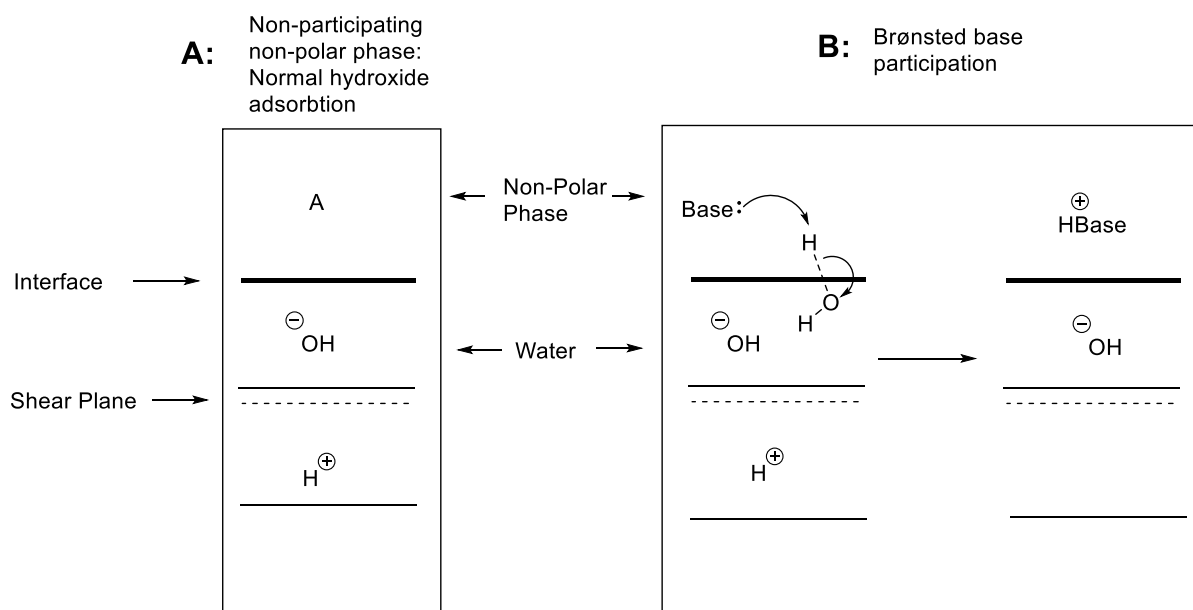 A:
Non-participating
non-polar phase:
Normal hydroxide
adsorbtion
B:
Brønsted base
participation
A
Non-Polar
Phase
Base:
H
O
H
⊕
HBase
Interface
⊖
OH
Water
⊖
OH
⊖
OH
Shear Plane
H⊕
H⊕